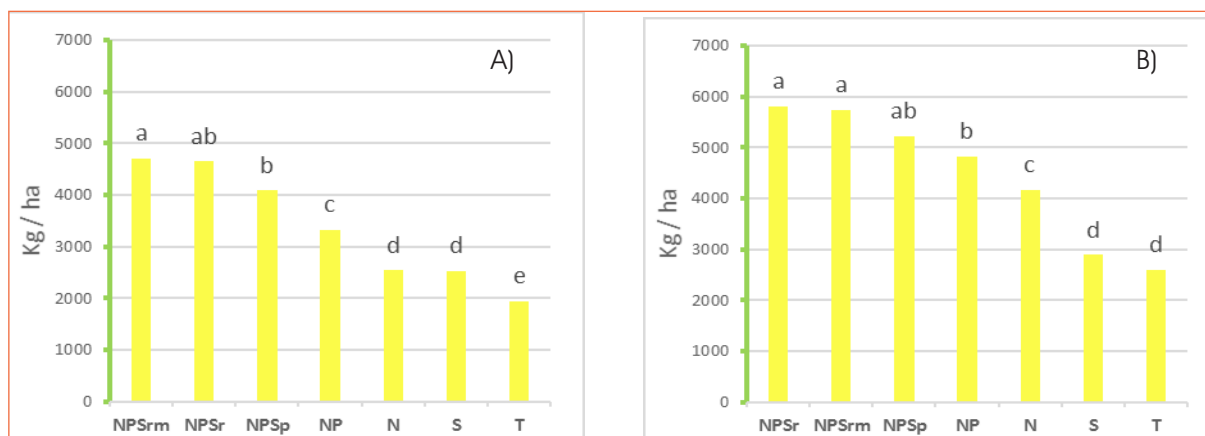 A)
7000
6000
5000
4000
3000
2000
1000
0
Kg / ha
a
ab
b
c
d
d
e
NPSrm NPSr NPSp NP N S T
B)
7000
6000
5000
4000
3000
2000
1000
0
Kg / ha
a
a
ab
b
c
d
d
NPSr NPSrm NPSp NP N S T